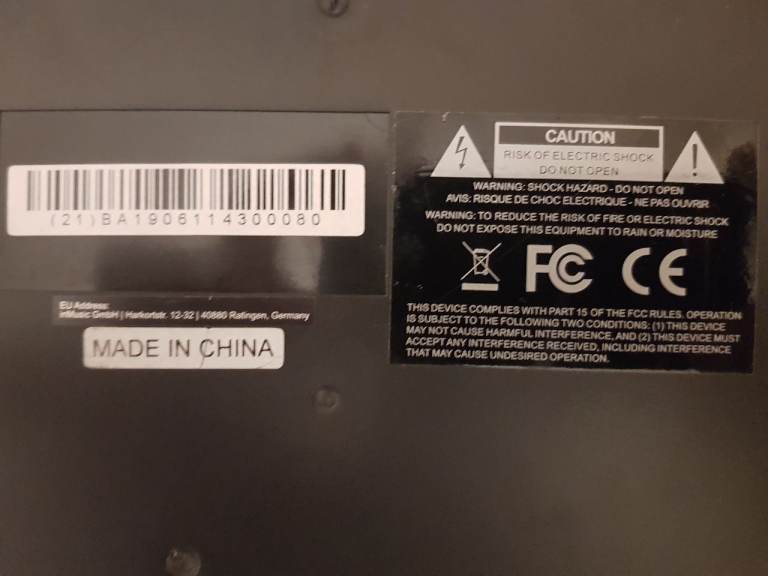 (21)BA1906114300080
EU Address:
inMusic GmbH | Harkortstr. 12-32 | 40880 Ratingen, Germany
MADE IN CHINA
CAUTION
RISK OF ELECTRIC SHOCK
DO NOT OPEN
WARNING: SHOCK HAZARD - DO NOT OPEN
AVIS: RISQUE DE CHOC ELECTRIQUE - NE PAS OUVRIR
WARNING: TO REDUCE THE RISK OF FIRE OR ELECTRIC SHOCK
DO NOT EXPOSE THIS EQUIPMENT TO RAIN OR MOISTURE
FC CE
THIS DEVICE COMPLIES WITH PART 15 OF THE FCC RULES. OPERATION
IS SUBJECT TO THE FOLLOWING TWO CONDITIONS: (1) THIS DEVICE
MAY NOT CAUSE HARMFUL INTERFERENCE, AND (2) THIS DEVICE MUST
ACCEPT ANY INTERFERENCE RECEIVED, INCLUDING INTERFERENCE
THAT MAY CAUSE UNDESIRED OPERATION.